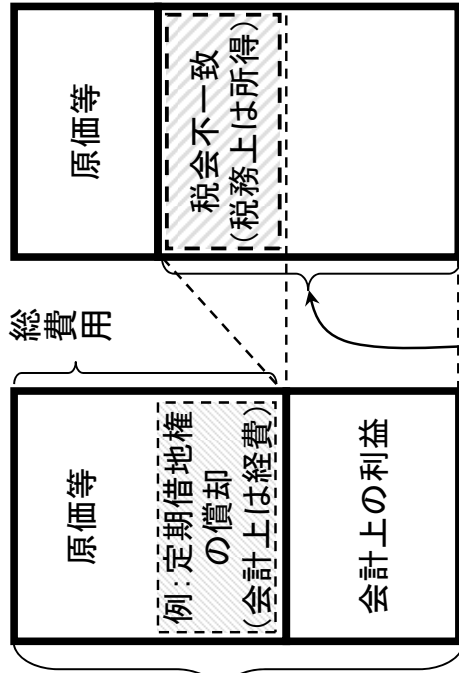 総費用
原価等
例：定期借地権
の償却
（会計上は経費）
会計上の利益
原価等
税会不一致
（税務上は所得）